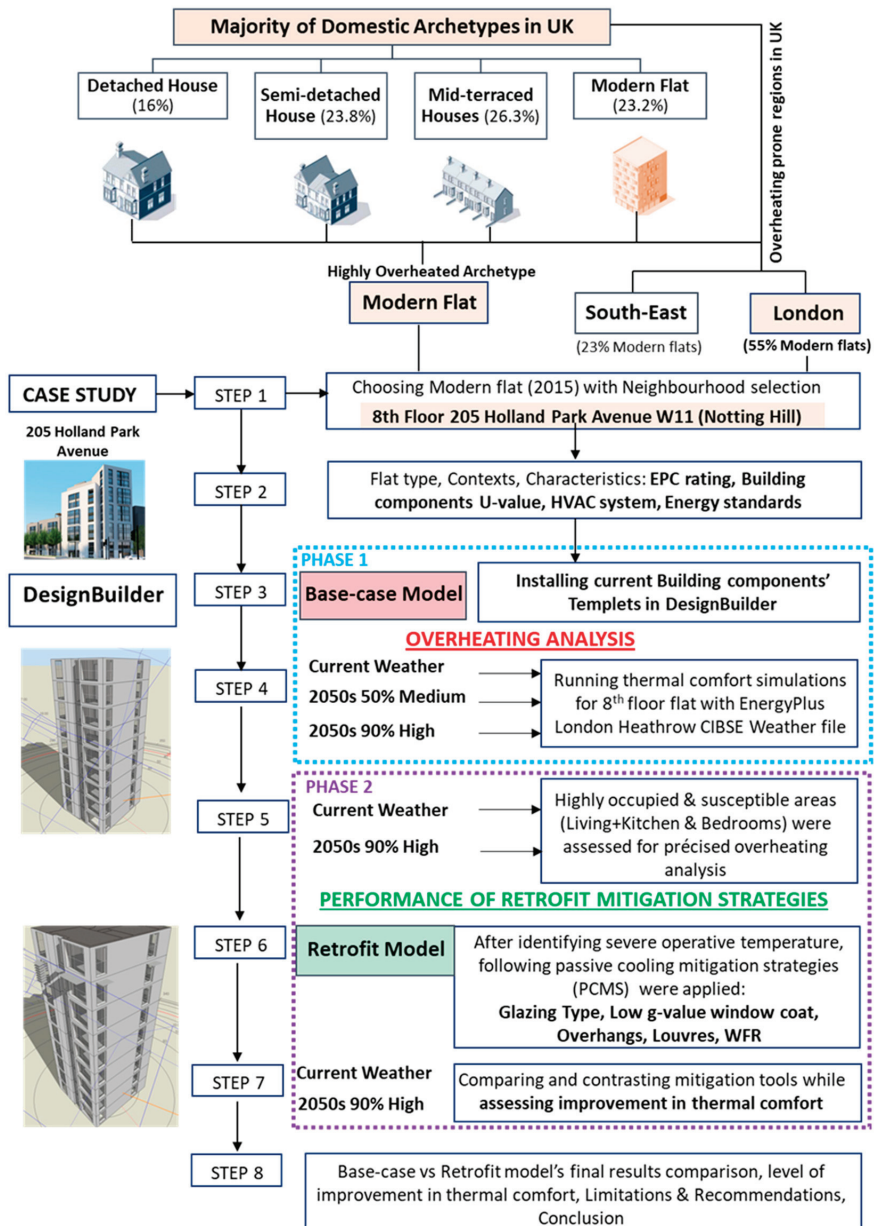 Majority of Domestic Archetypes in UK
Detached House
(16%)
Semi-detached
House (23.8%)
Mid-terraced
Houses (26.3%)
Modern Flat
(23.2%)
Overheating prone regions in UK
Highly Overheated Archetype
Modern Flat
South-East
(23% Modern flats)
London
(55% Modern flats)
CASE STUDY
205 Holland Park
Avenue
STEP 1
Choosing Modern flat (2015) with Neighbourhood selection
8th Floor 205 Holland Park Avenue W11 (Notting Hill)
STEP 2
Flat type, Contexts, Characteristics: EPC rating, Building
components U-value, HVAC system, Energy standards
DesignBuilder
STEP 3
PHASE 1
Base-case Model
Installing current Building components'
Templets in DesignBuilder
OVERHEATING ANALYSIS
STEP 4
Current Weather
2050s 50% Medium
2050s 90% High
Running thermal comfort simulations
for 8th floor flat with EnergyPlus
London Heathrow CIBSE Weather file
PHASE 2
STEP 5
Current Weather
2050s 90% High
Highly occupied & susceptible areas
(Living+Kitchen & Bedrooms) were
assessed for précised overheating
analysis
PERFORMANCE OF RETROFIT MITIGATION STRATEGIES
STEP 6
Retrofit Model
After identifying severe operative temperature,
following passive cooling mitigation strategies
(PCMS) were applied:
Glazing Type, Low g-value window coat,
Overhangs, Louvres, WFR
STEP 7
Current Weather
2050s 90% High
Comparing and contrasting mitigation tools while
assessing improvement in thermal comfort
STEP 8
Base-case vs Retrofit model's final results comparison, level of
improvement in thermal comfort, Limitations & Recommendations,
Conclusion